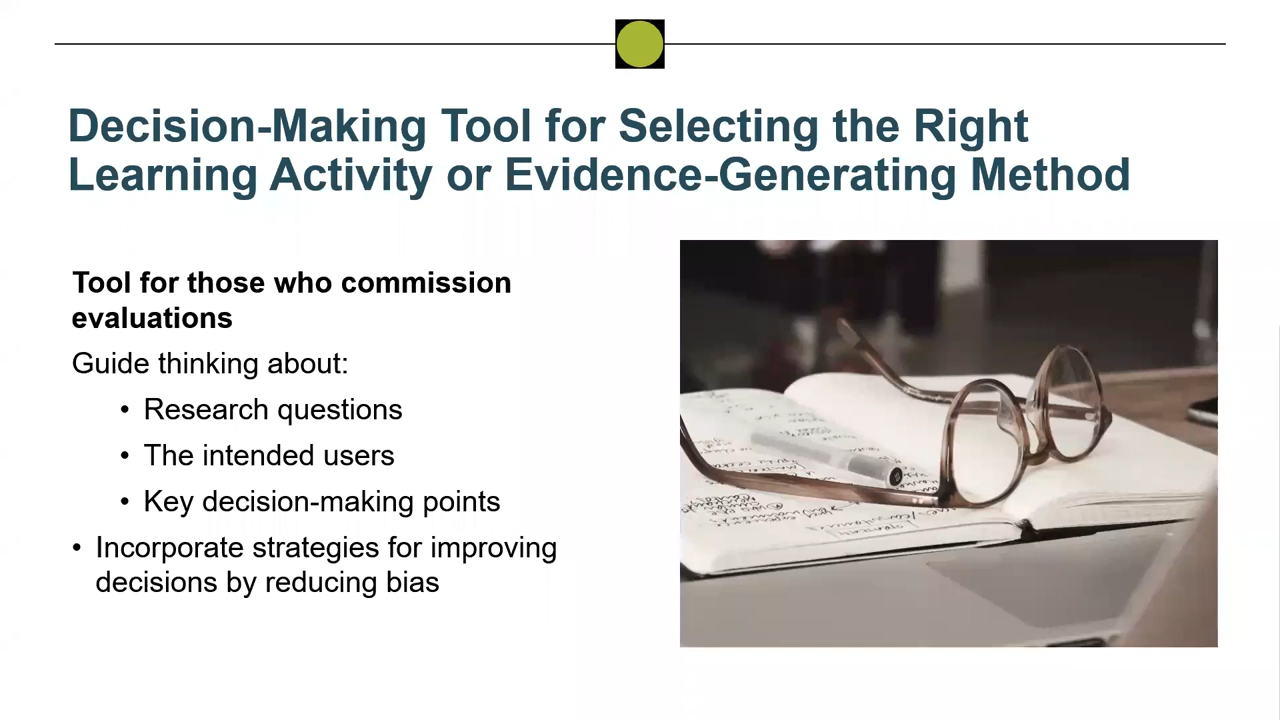 Decision-Making Tool for Selecting the Right
Learning Activity or Evidence-Generating Method
Tool for those who commission
evaluations
Guide thinking about:
• Research questions
• The intended users
• Key decision-making points
• Incorporate strategies for improving
decisions by reducing bias